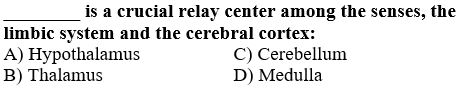 ________ is a crucial relay center among the senses, the
limbic system and the cerebral cortex:
A) Hypothalamus C) Cerebellum
B) Thalamus D) Medulla